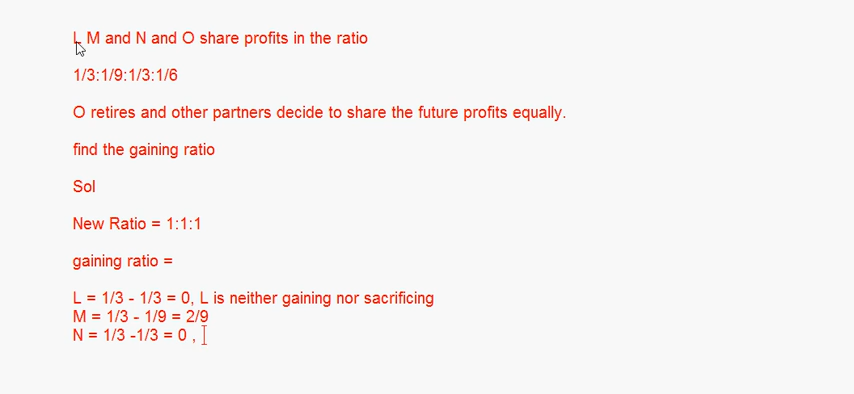 L, M and N and O share profits in the ratio
1/3:1/9:1/3:1/6
O retires and other partners decide to share the future profits equally.
find the gaining ratio
Sol
New Ratio = 1:1:1
gaining ratio =
L = 1/3 - 1/3 = 0, L is neither gaining nor sacrificing
M = 1/3 - 1/9 = 2/9
N = 1/3 -1/3 = 0 ,